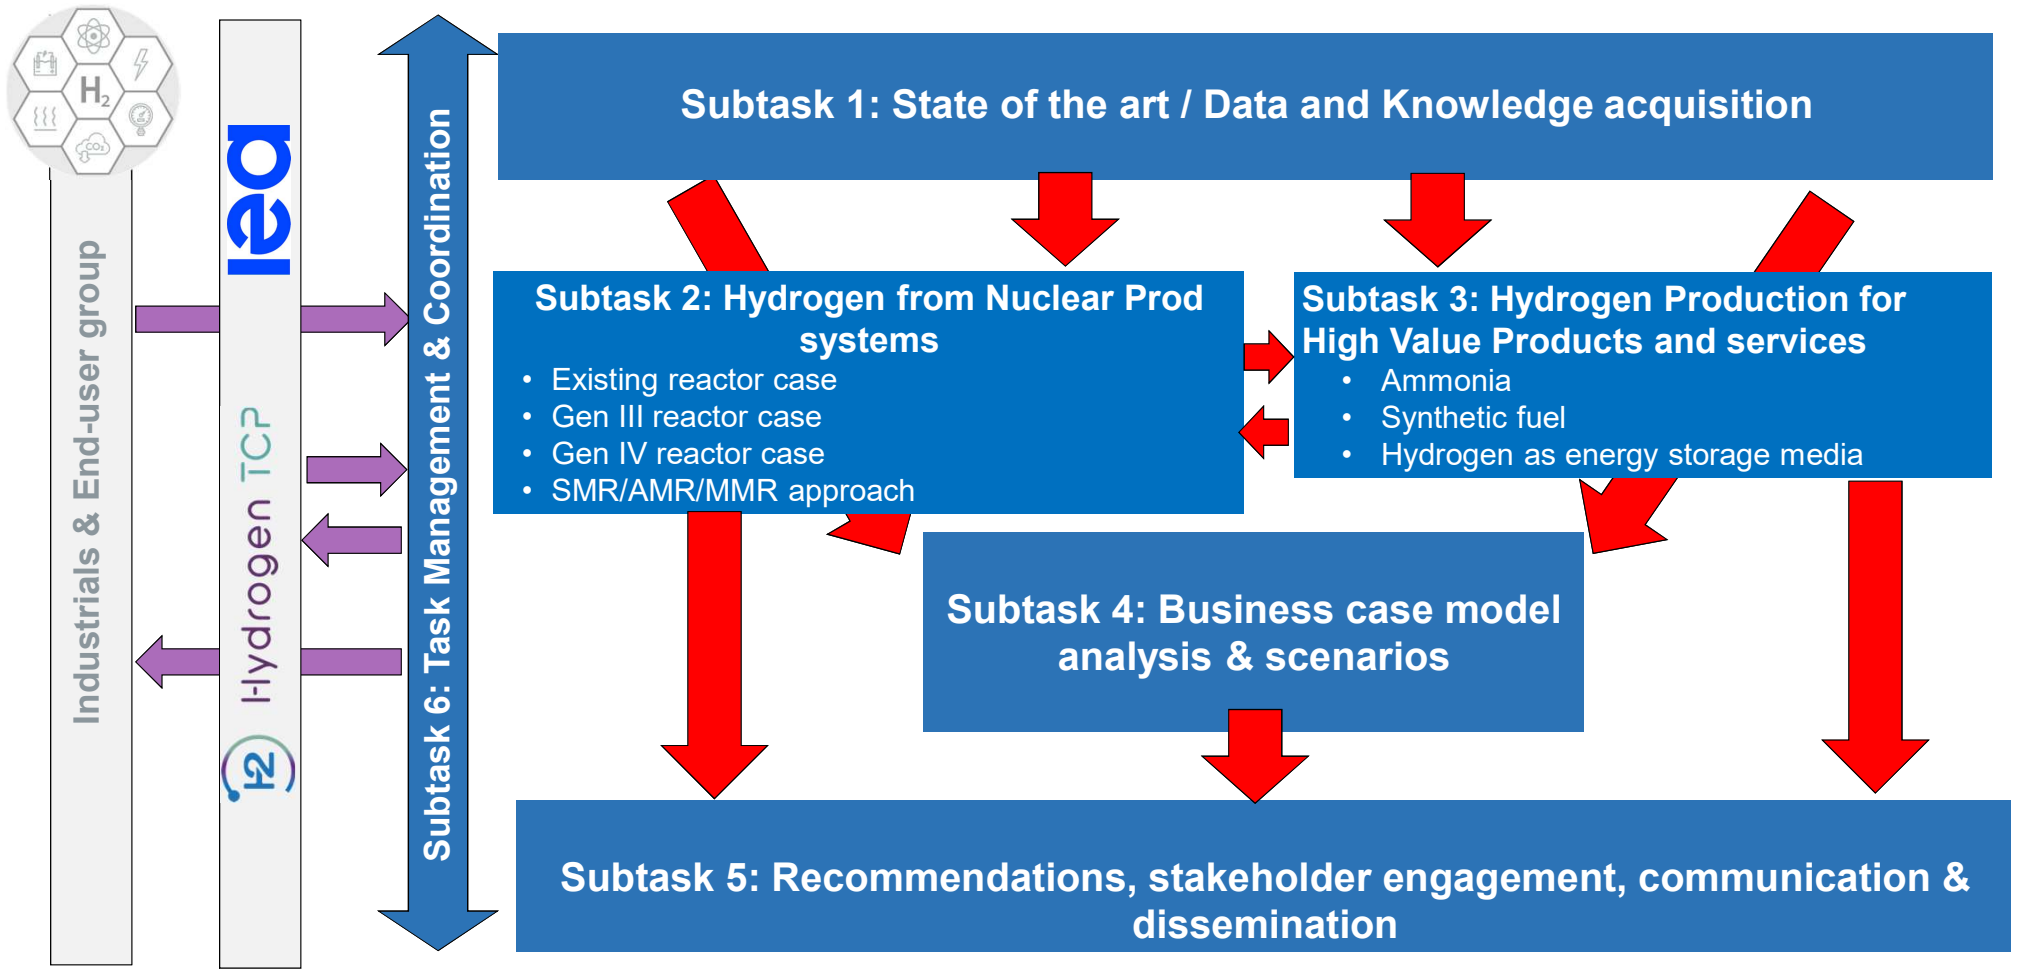 H2
CO2
Industrials & End-user group
iea
Hydrogen TCP
H2
Subtask 6: Task Management & Coordination
Subtask 1: State of the art / Data and Knowledge acquisition
Subtask 2: Hydrogen from Nuclear Prod
systems
• Existing reactor case
• Gen III reactor case
• Gen IV reactor case
• SMR/AMR/MMR approach
Subtask 3: Hydrogen Production for
High Value Products and services
• Ammonia
• Synthetic fuel
• Hydrogen as energy storage media
Subtask 4: Business case model
analysis & scenarios
Subtask 5: Recommendations, stakeholder engagement, communication &
dissemination